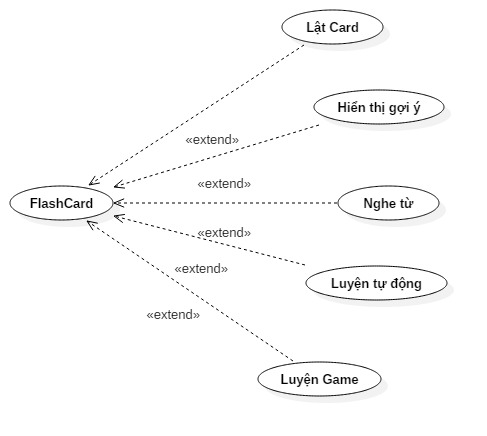 Lật Card
Hiển thị gợi ý
«extend»
«extend»
FlashCard
Nghe từ
«extend»
«extend»
Luyện tự động
«extend»
Luyện Game